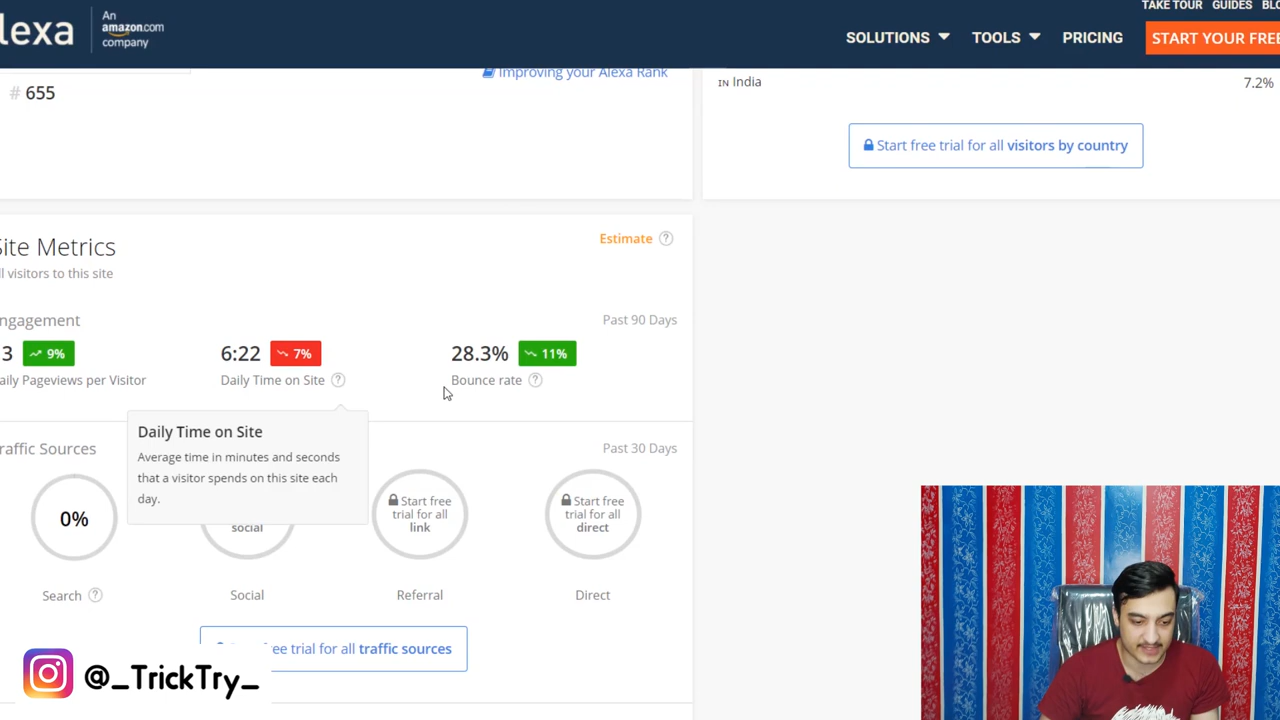 lexa
An
amazon.com
company
TAKE TOUR GUIDES BLO
SOLUTIONS TOOLS PRICING START YOUR FREE
Improving your Alexa Rank
# 655
IN India 7.2%
Start free trial for all visitors by country
Site Metrics
Estimate ?
ll visitors to this site
ngagement
Past 90 Days
3 9%
6:22 7%
28.3% 11%
aily Pageviews per Visitor
Daily Time on Site ?
Bounce rate ?
Daily Time on Site
Average time in minutes and seconds
that a visitor spends on this site each
day.
raffic Sources
Past 30 Days
0%
social
Start free
trial for all
link
Start free
trial for all
direct
Search ?
Social
Referral
Direct
ee trial for all traffic sources
@_TrickTry_